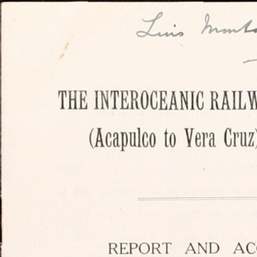 Luis
THE INTEROCEANIC RAILW
(Acapulco to Vera Cruz)
REPORT AND ACC